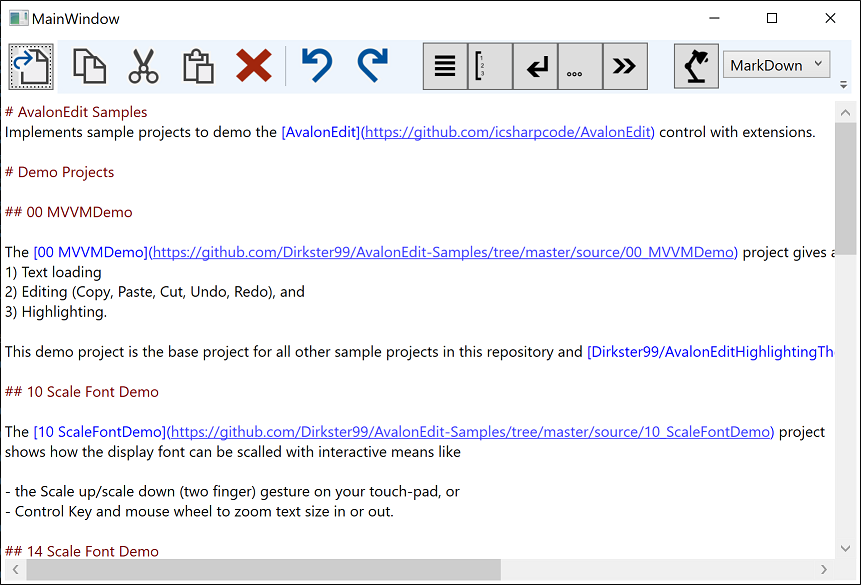 MainWindow
MarkDown
# AvalonEdit Samples
Implements sample projects to demo the [AvalonEdit](https://github.com/icsharpcode/AvalonEdit) control with extensions.
# Demo Projects
## 00 MVVMDemo
The [00 MVVMDemo](https://github.com/Dirkster99/AvalonEdit-Samples/tree/master/source/00_MVVMDemo) project gives a
1) Text loading
2) Editing (Copy, Paste, Cut, Undo, Redo), and
3) Highlighting.
This demo project is the base project for all other sample projects in this repository and [Dirkster99/AvalonEditHighlightingTh
## 10 Scale Font Demo
The [10 ScaleFontDemo](https://github.com/Dirkster99/AvalonEdit-Samples/tree/master/source/10_ScaleFontDemo) project
shows how the display font can be scalled with interactive means like
- the Scale up/scale down (two finger) gesture on your touch-pad, or
- Control Key and mouse wheel to zoom text size in or out.
## 14 Scale Font Demo